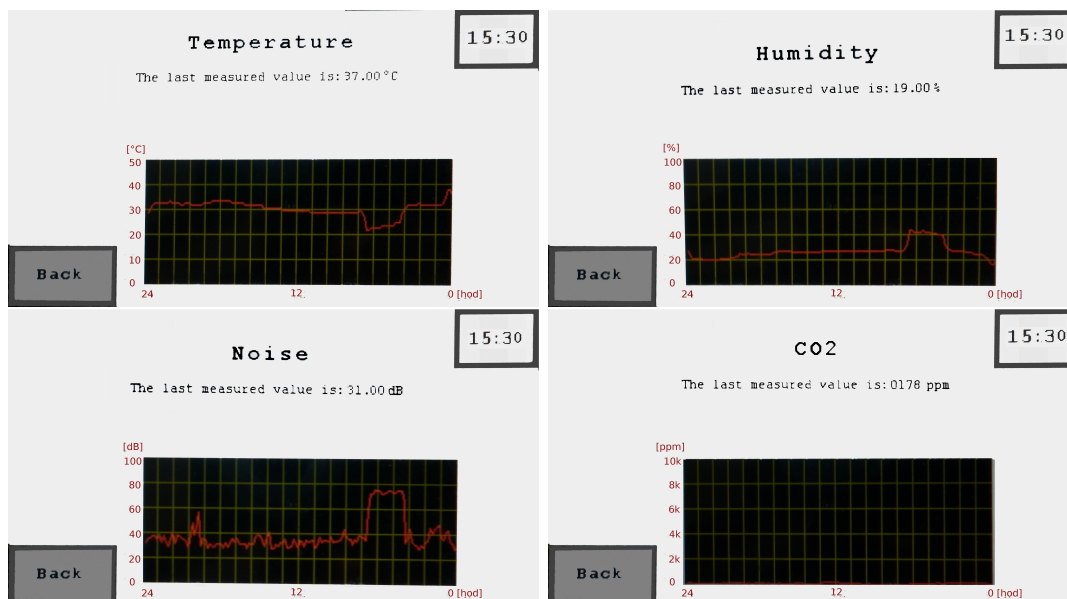 Temperature
15:30
The last measured value is:37.00°C
[°C]
50
40
30
20
10
0
24
12.
0 [hod]
Back
Humidity
15:30
The last measured value is:19.00%
[%]
100
80
60
40
20
0
24
12.
0 [hod]
Back
Noise
15:30
The last measured value is:31.00dB
[dB]
100
80
60
40
20
0
24
12.
0 [hod]
Back
CO2
15:30
The last measured value is:0178 ppm
[ppm]
10k
8k
6k
4k
2k
0
24
12.
0 [hod]
Back